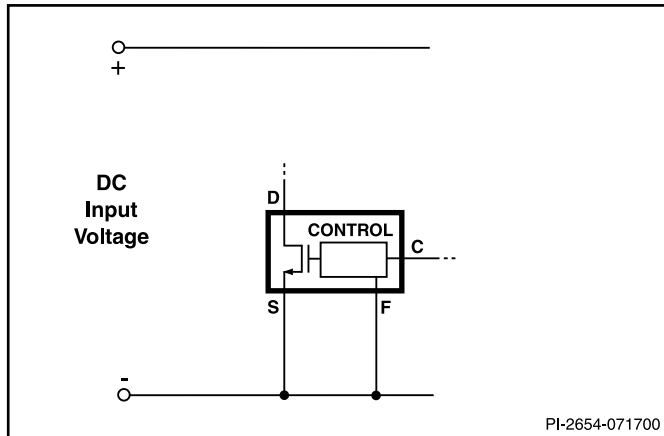 +
DC
Input
Voltage
D
CONTROL
C
S
F
-
PI-2654-071700